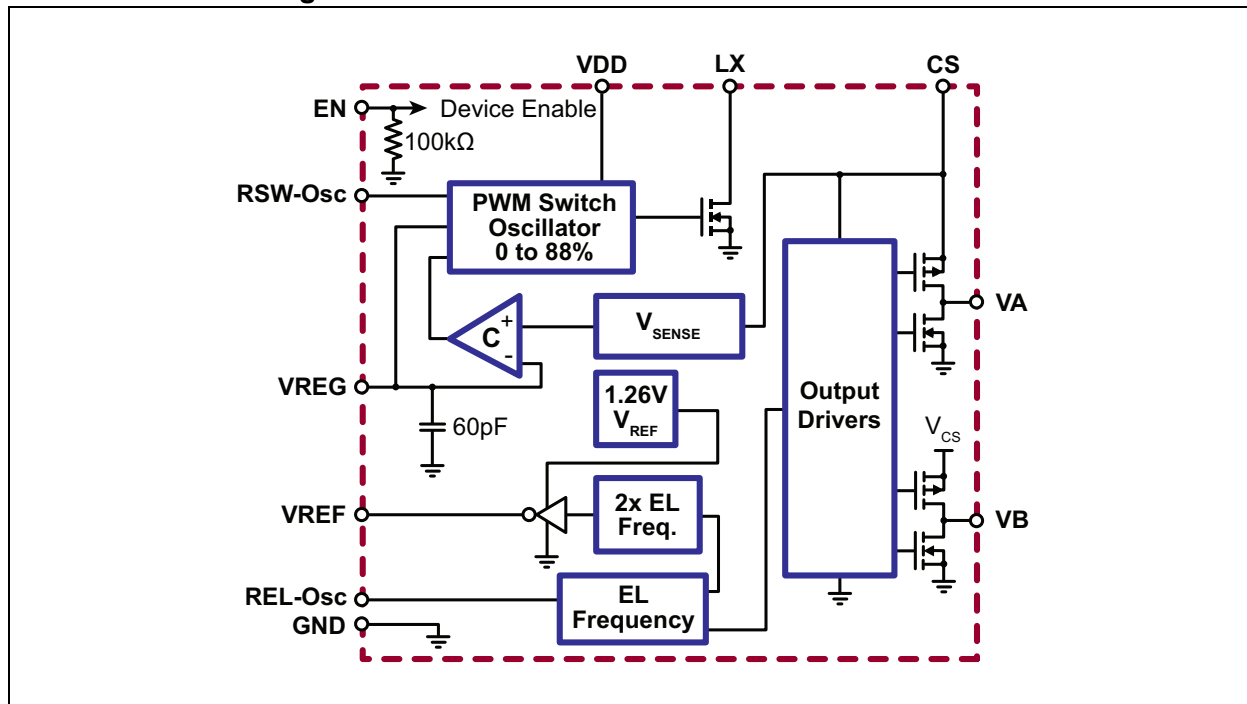 VDD
LX
CS
EN
Device Enable
100kΩ
RSW-Osc
PWM Switch
Oscillator
0 to 88%
C
+
-
VSENSE
VA
VREG
60pF
1.26V
VREF
Output
Drivers
VCS
VREF
2x EL
Freq.
VB
REL-Osc
EL
Frequency
GND